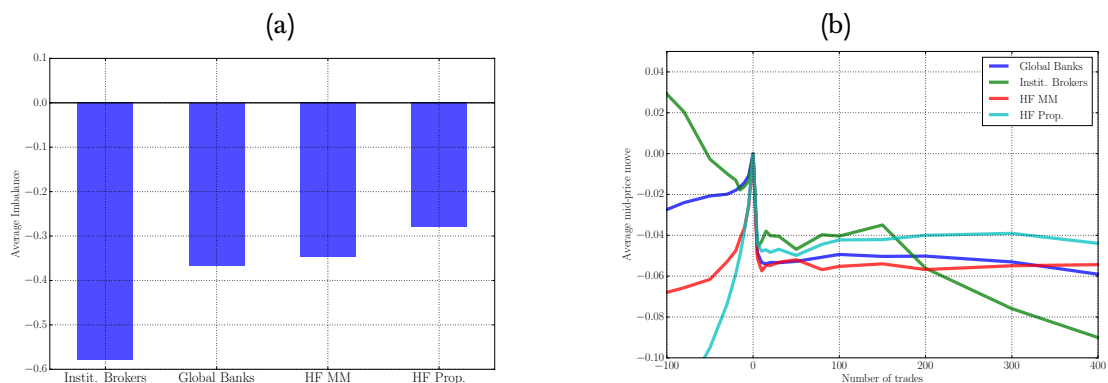 (a)
0.1
0.0
−0.1
−0.2
−0.3
−0.4
−0.5
−0.6
Average Imbalance
Instit. Brokers Global Banks HF MM HF Prop.
(b)
0.04
0.02
0.00
−0.02
−0.04
−0.06
−0.08
−0.10
Average mid-price move
Global Banks
Instit. Brokers
HF MM
HF Prop.
−100 0 100 200 300 400
Number of trades